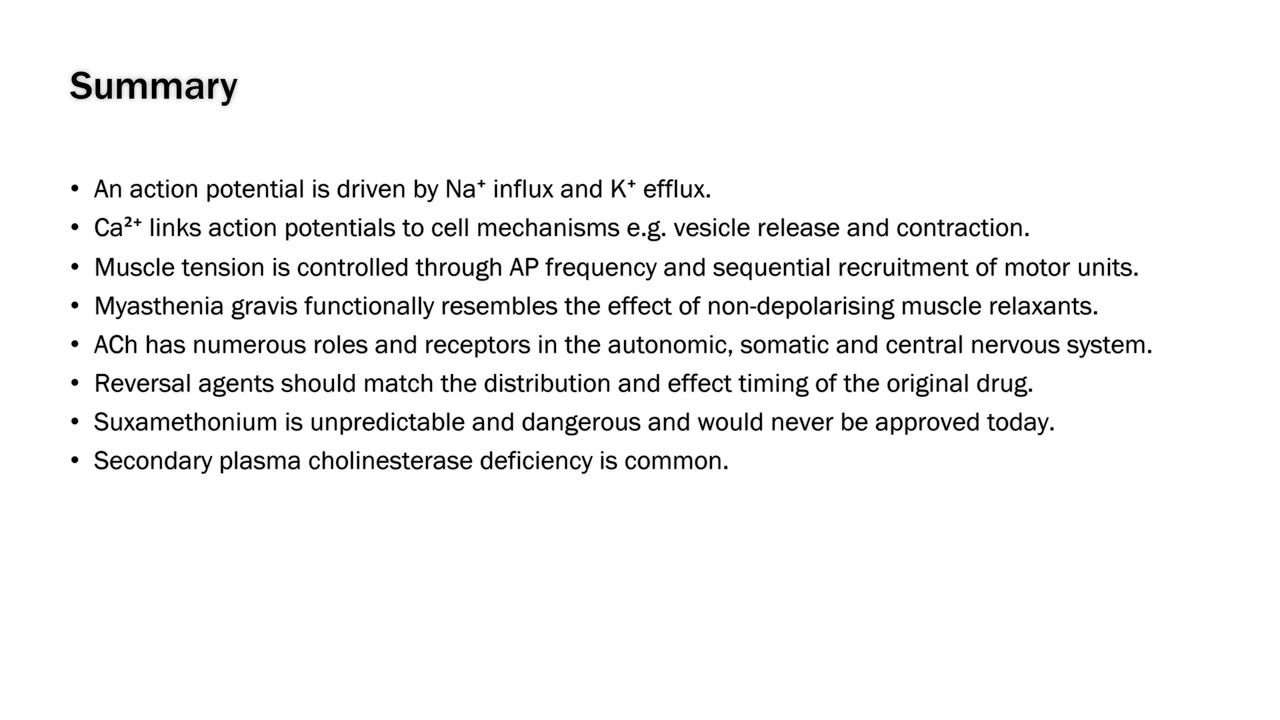 Summary
• An action potential is driven by Na⁺ influx and K⁺ efflux.
• Ca²⁺ links action potentials to cell mechanisms e.g. vesicle release and contraction.
• Muscle tension is controlled through AP frequency and sequential recruitment of motor units.
• Myasthenia gravis functionally resembles the effect of non-depolarising muscle relaxants.
• ACh has numerous roles and receptors in the autonomic, somatic and central nervous system.
• Reversal agents should match the distribution and effect timing of the original drug.
• Suxamethonium is unpredictable and dangerous and would never be approved today.
• Secondary plasma cholinesterase deficiency is common.